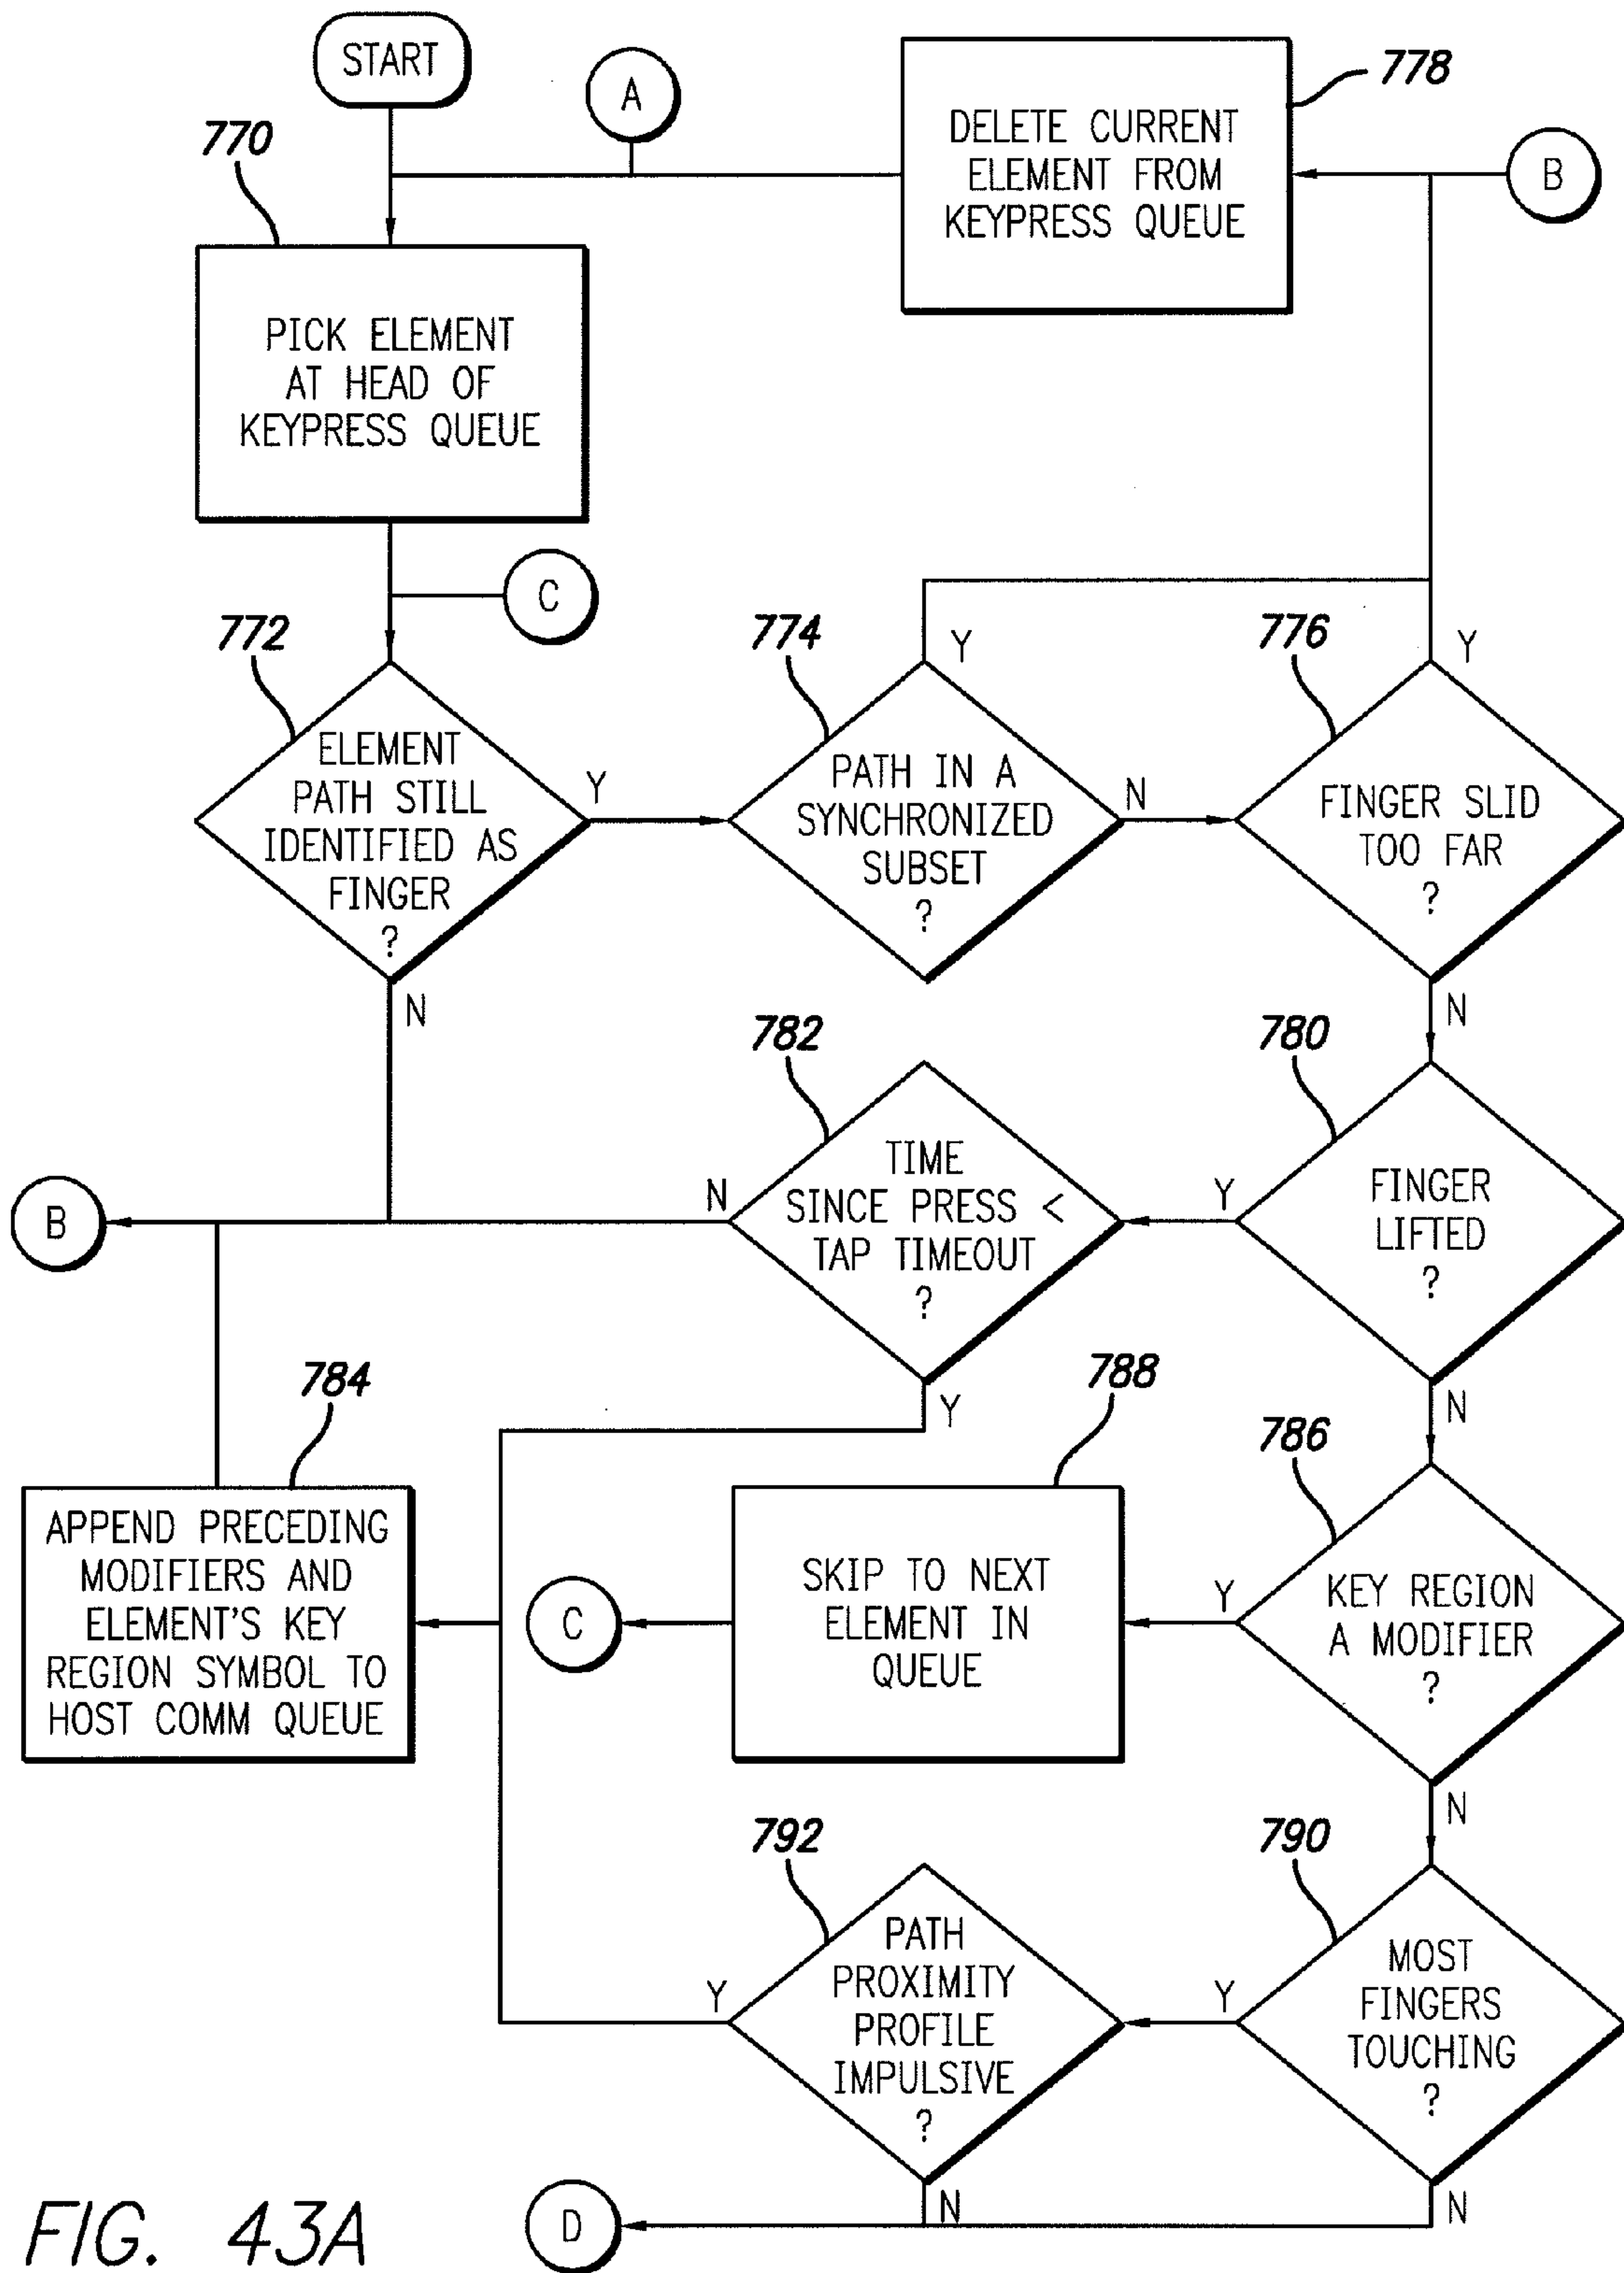 START
A
778
DELETE CURRENT
ELEMENT FROM
KEYPRESS QUEUE
B
770
PICK ELEMENT
AT HEAD OF
KEYPRESS QUEUE
C
772
ELEMENT
PATH STILL
IDENTIFIED AS
FINGER
?
Y
N
774
Y
PATH IN A
SYNCHRONIZED
SUBSET
?
N
776
Y
FINGER SLID
TOO FAR
?
N
782
TIME
SINCE PRESS <
TAP TIMEOUT
?
N
Y
780
FINGER
LIFTED
?
Y
N
B
784
APPEND PRECEDING
MODIFIERS AND
ELEMENT'S KEY
REGION SYMBOL TO
HOST COMM QUEUE
C
788
SKIP TO NEXT
ELEMENT IN
QUEUE
786
KEY REGION
A MODIFIER
?
Y
N
792
PATH
PROXIMITY
PROFILE
IMPULSIVE
?
Y
N
790
MOST
FINGERS
TOUCHING
?
Y
N
D
FIG. 43A